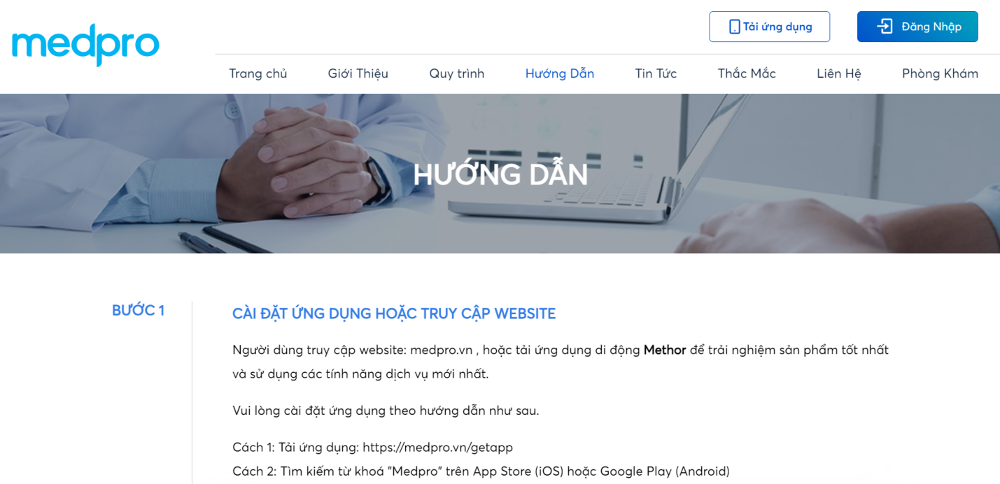 medpro
Tải ứng dụng
Đăng Nhập
Trang chủ
Giới Thiệu
Quy trình
Hướng Dẫn
Tin Tức
Thắc Mắc
Liên Hệ
Phòng Khám
HƯỚNG DẪN
BƯỚC 1
CÀI ĐẶT ỨNG DỤNG HOẶC TRUY CẬP WEBSITE
Người dùng truy cập website: medpro.vn , hoặc tải ứng dụng di động Methor để trải nghiệm sản phẩm tốt nhất
và sử dụng các tính năng dịch vụ mới nhất.
Vui lòng cài đặt ứng dụng theo hướng dẫn như sau.
Cách 1: Tải ứng dụng: https://medpro.vn/getapp
Cách 2: Tìm kiếm từ khoá "Medpro" trên App Store (iOS) hoặc Google Play (Android)